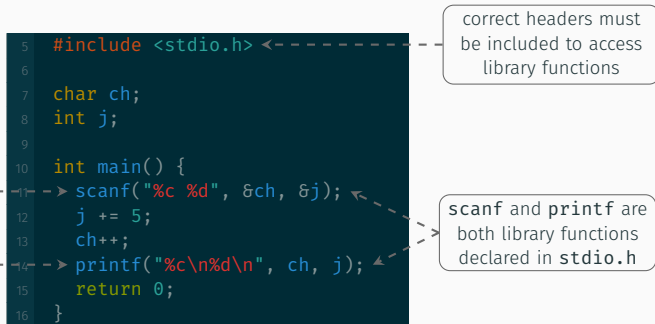 5 #include <stdio.h>
6
7 char ch;
8 int j;
9
10 int main() {
11 scanf("%c %d", &ch, &j);
12 j += 5;
13 ch++;
14 printf("%c\n%d\n", ch, j);
15 return 0;
16 }
correct headers must
be included to access
library functions
scanf and printf are
both library functions
declared in stdio.h